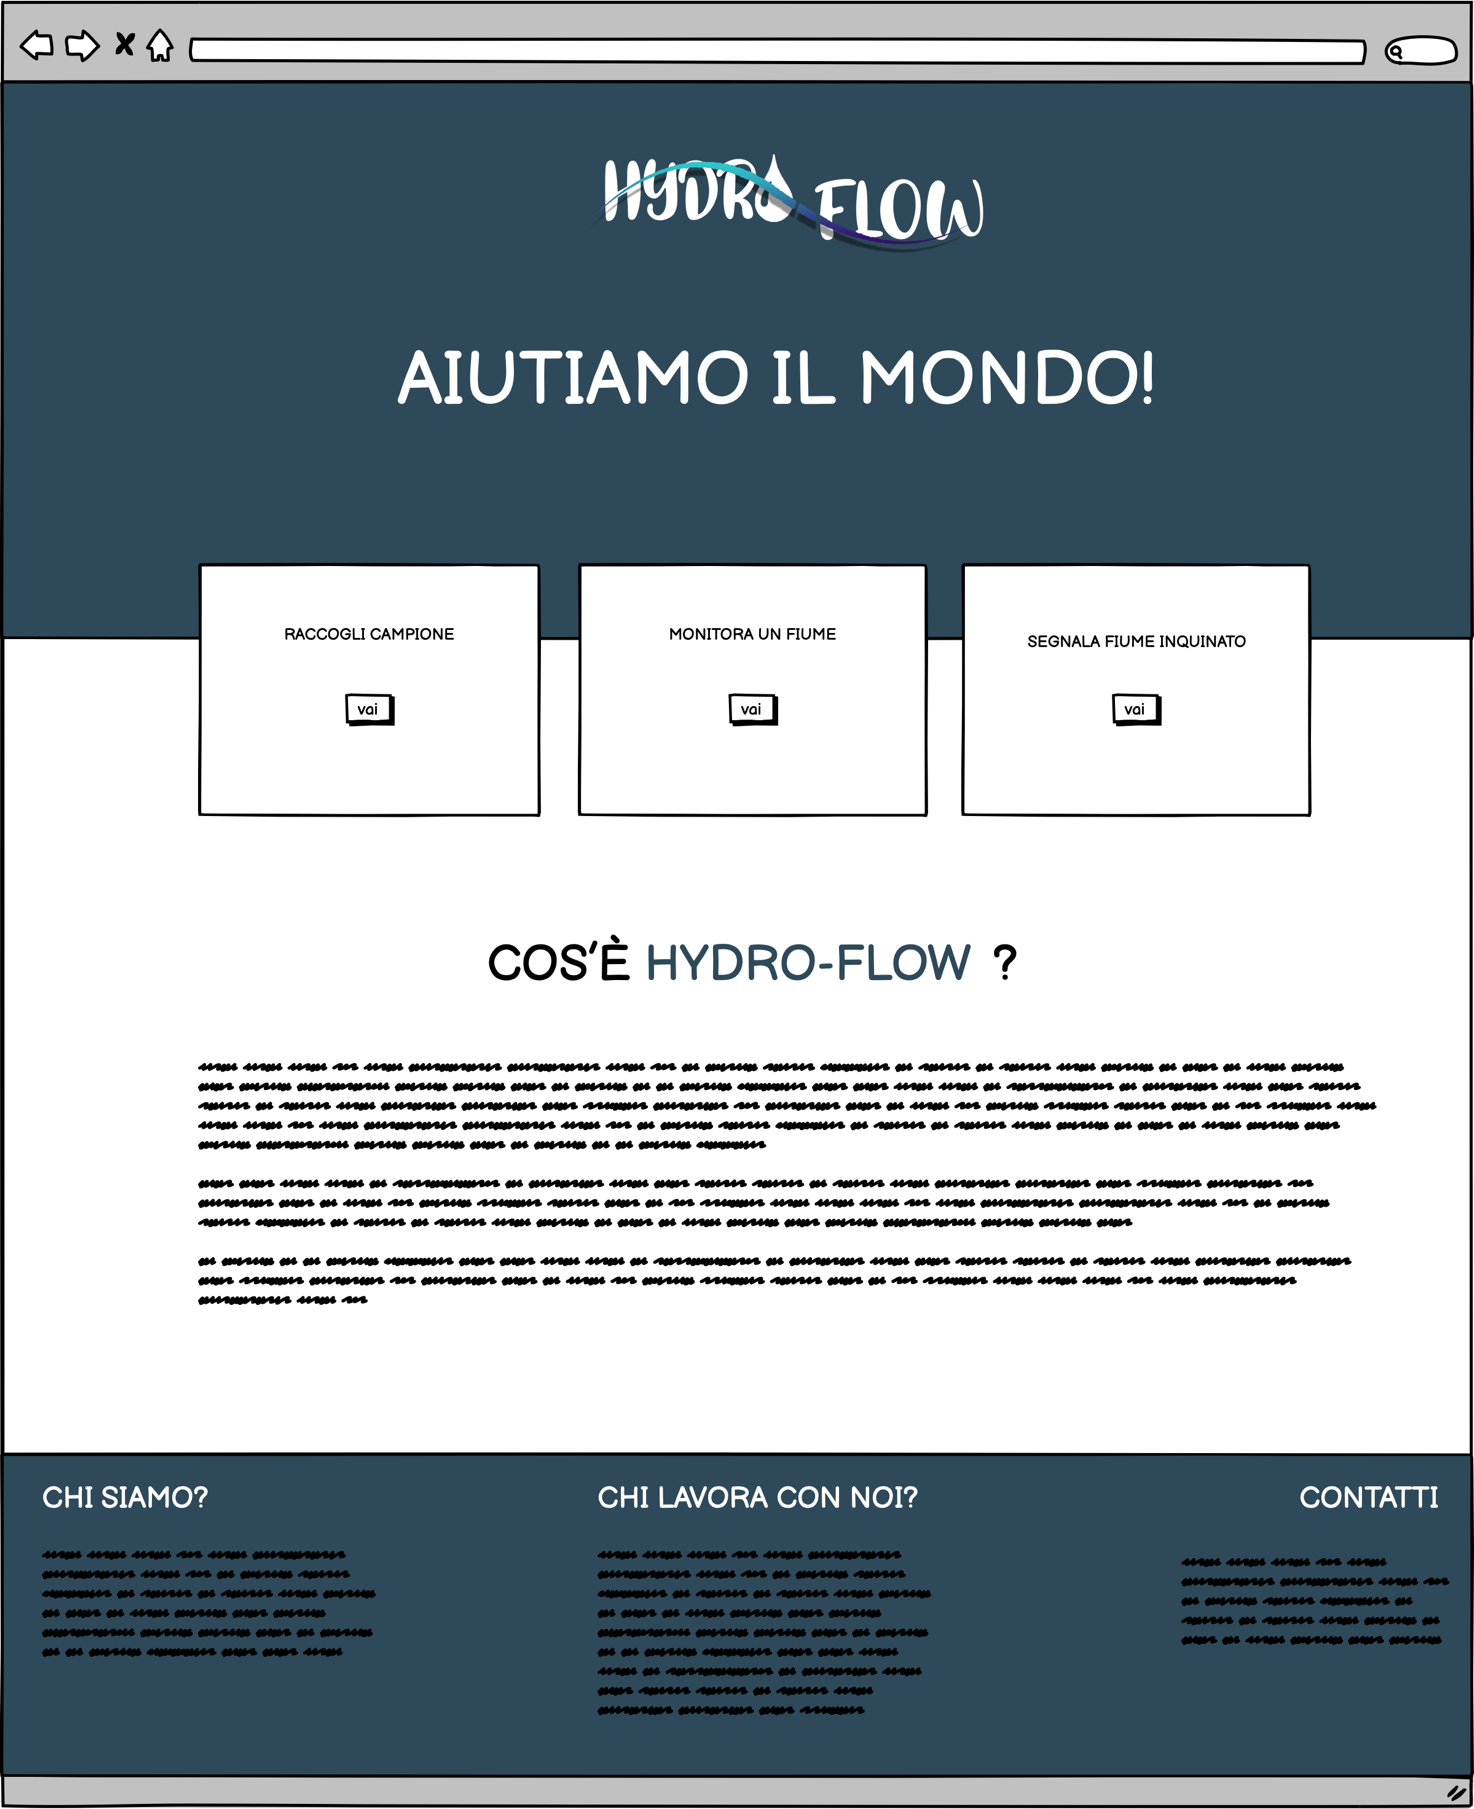 HYDRO FLOW
AIUTIAMO IL MONDO!
RACCOGLI CAMPIONE
vai
MONITORA UN FIUME
vai
SEGNALA FIUME INQUINATO
vai
COS'È HYDRO-FLOW ?
CHI SIAMO?
CHI LAVORA CON NOI?
CONTATTI